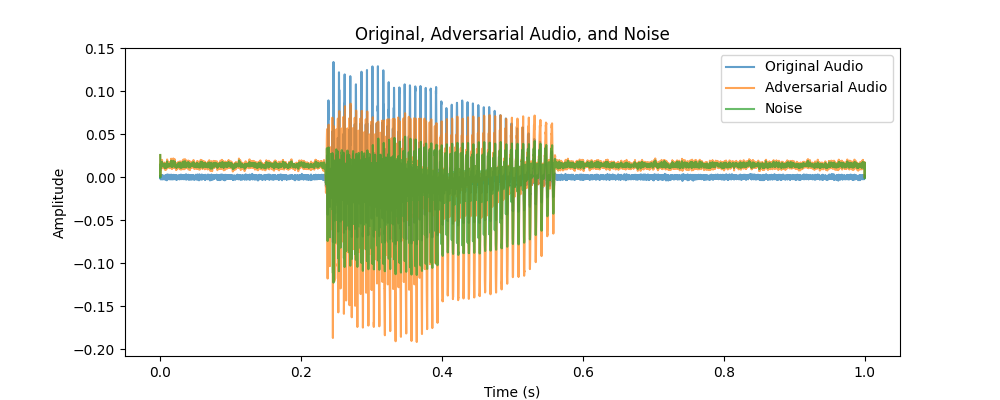 Original, Adversarial Audio, and Noise
Original Audio
Adversarial Audio
Noise
Amplitude
0.15
0.10
0.05
0.00
−0.05
−0.10
−0.15
−0.20
0.0 0.2 0.4 0.6 0.8 1.0
Time (s)